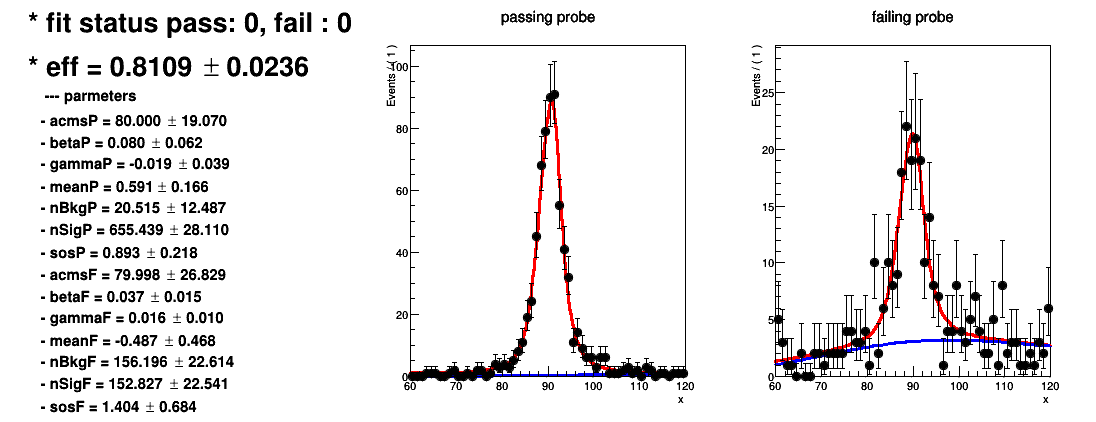 * fit status pass: 0, fail : 0
* eff = 0.8109 ± 0.0236
--- parmeters
- acmsP = 80.000 ± 19.070
- betaP = 0.080 ± 0.062
- gammaP = -0.019 ± 0.039
- meanP = 0.591 ± 0.166
- nBkgP = 20.515 ± 12.487
- nSigP = 655.439 ± 28.110
- sosP = 0.893 ± 0.218
- acmsF = 79.998 ± 26.829
- betaF = 0.037 ± 0.015
- gammaF = 0.016 ± 0.010
- meanF = -0.487 ± 0.468
- nBkgF = 156.196 ± 22.614
- nSigF = 152.827 ± 22.541
- sosF = 1.404 ± 0.684
passing probe
Events / ( 1 )
100
80
60
40
20
0
60 70 80 90 100 110 120
x
failing probe
Events / ( 1 )
25
20
15
10
5
0
60 70 80 90 100 110 120
x